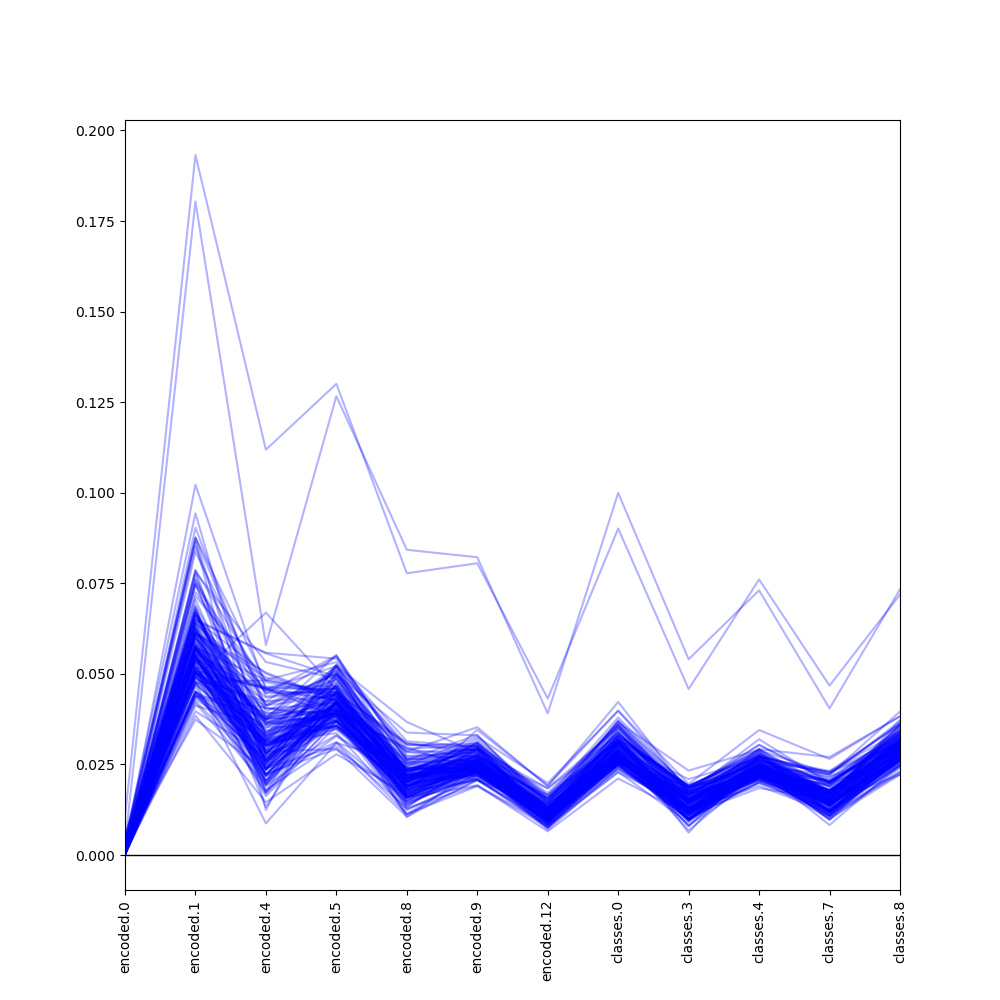 0.200
0.175
0.150
0.125
0.100
0.075
0.050
0.025
0.000
encoded.0
encoded.1
encoded.4
encoded.5
encoded.8
encoded.9
encoded.12
classes.0
classes.3
classes.4
classes.7
classes.8